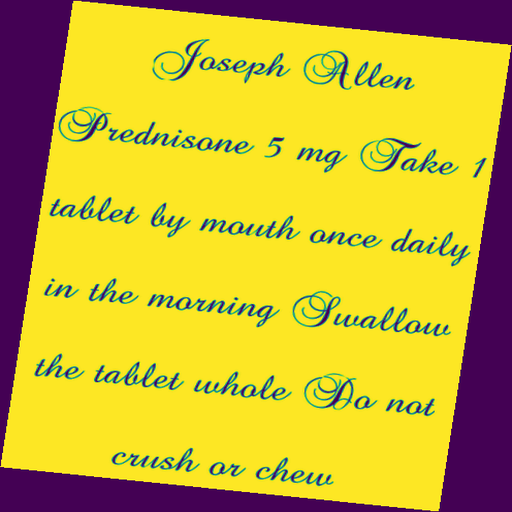 Joseph Allen
Prednisone 5 mg Take 1
tablet by mouth once daily
in the morning Swallow
the tablet whole Do not
crush or chew